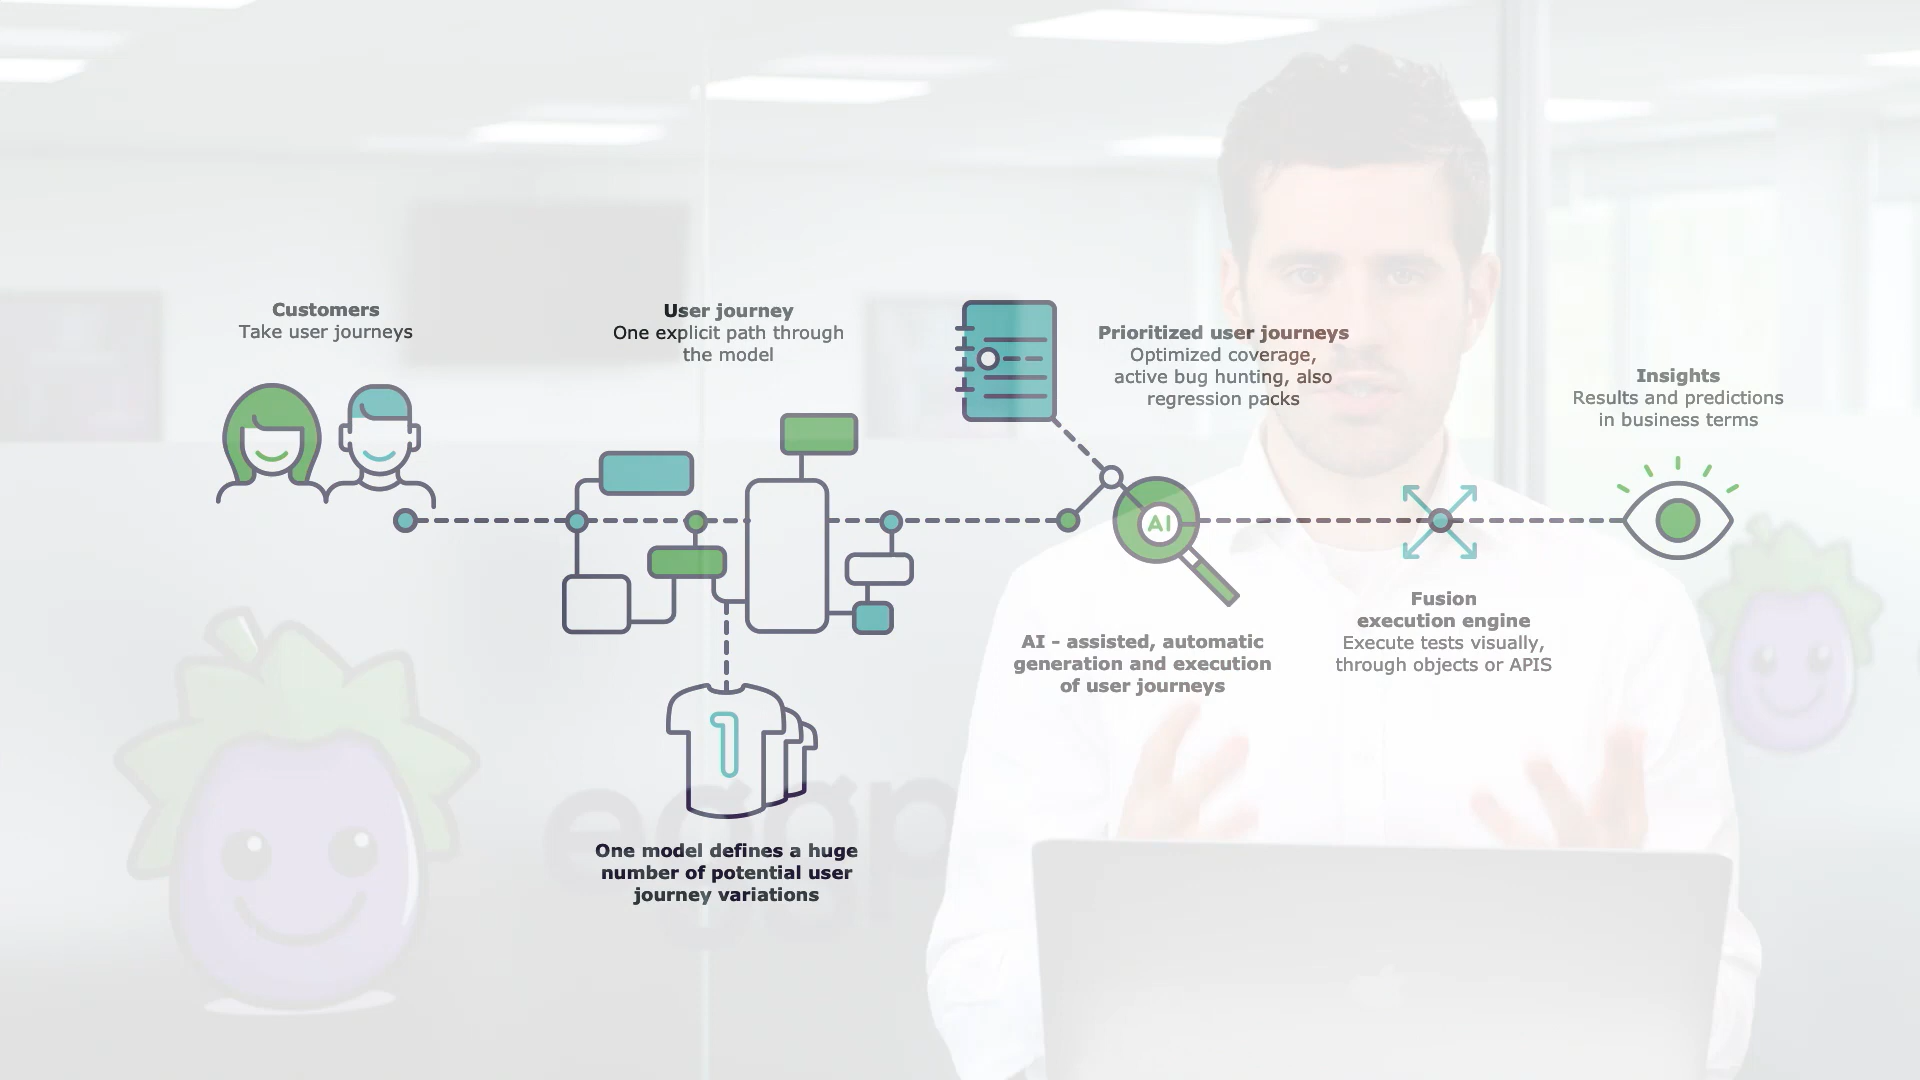 Customers
Take user journeys
User journey
One explicit path through
the model
Prioritized user journeys
Optimized coverage,
active bug hunting, also
regression packs
Insights
Results and predictions
in business terms
AI
AI - assisted, automatic
generation and execution
of user journeys
Fusion
execution engine
Execute tests visually,
through objects or APIS
1
One model defines a huge
number of potential user
journey variations
eggp